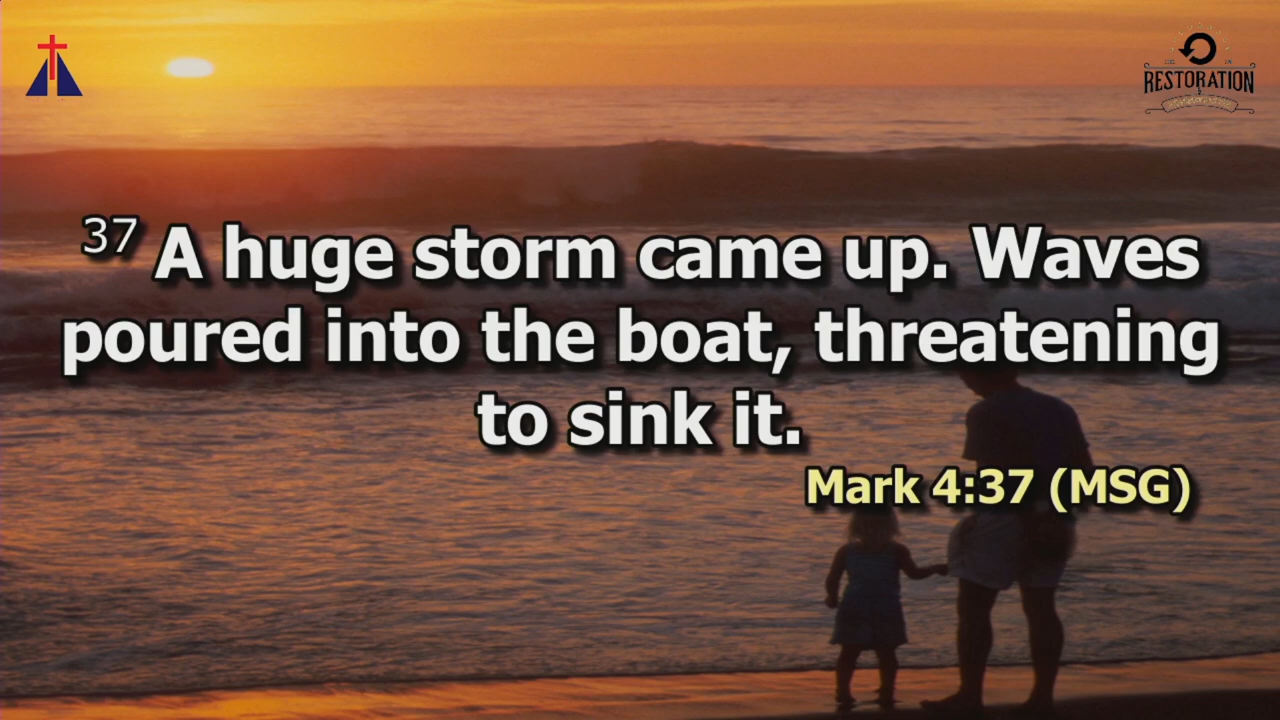 RESTORATION
37 A huge storm came up. Waves
poured into the boat, threatening
to sink it.
Mark 4:37 (MSG)